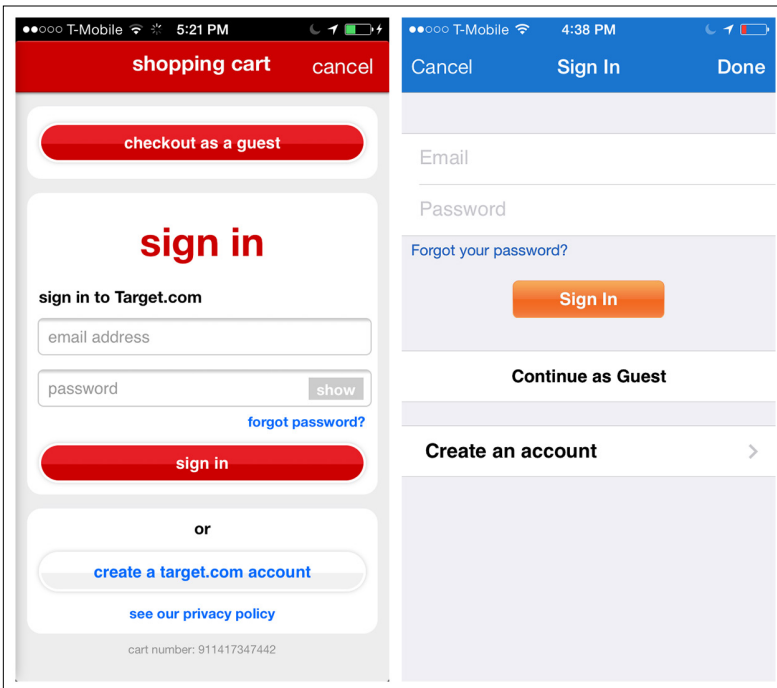 T-Mobile 5:21 PM
shopping cart cancel
checkout as a guest
sign in
sign in to Target.com
email address
password show
forgot password?
sign in
or
create a target.com account
see our privacy policy
cart number: 911417347442
T-Mobile 4:38 PM
Cancel Sign In Done
Email
Password
Forgot your password?
Sign In
Continue as Guest
Create an account